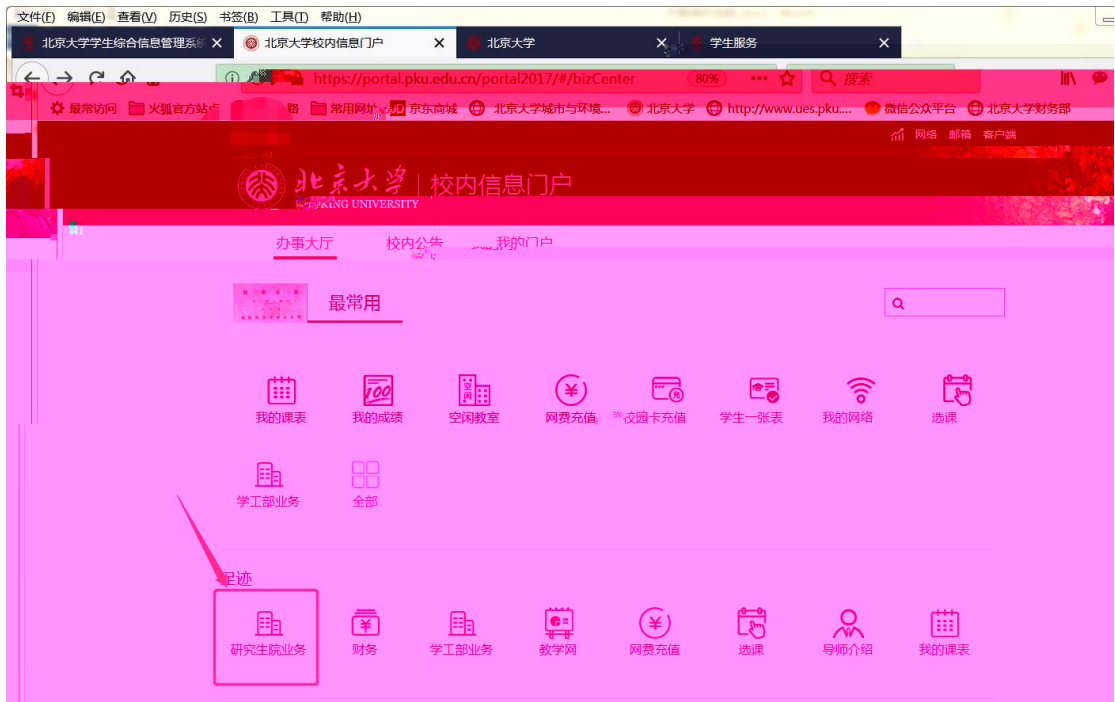 文件(F) 编辑(E) 查看(V) 历史(S) 书签(B) 工具(T) 帮助(H)
北京大学学生综合信息管理系统 北京大学校内信息门户 北京大学 学生服务
https://portal.pku.edu.cn/portal2017/#/bizCenter 80% 搜索
最常访问 火狐官方站点 常用网址 京东商城 北京大学城市与环境... 北京大学 http://www.ues.pku.... 微信公众平台 北京大学财务部
网络 邮箱 客户端
北京大学 校内信息门户
PEKING UNIVERSITY
办事大厅 校内公告 我的门户
最常用
我的课表 我的成绩 空闲教室 网费充值 校园卡充值 学生一张表 我的网络 选课
学工部业务 全部
足迹
研究生院业务 财务 学工部业务 教学网 网费充值 选课 导师介绍 我的课表